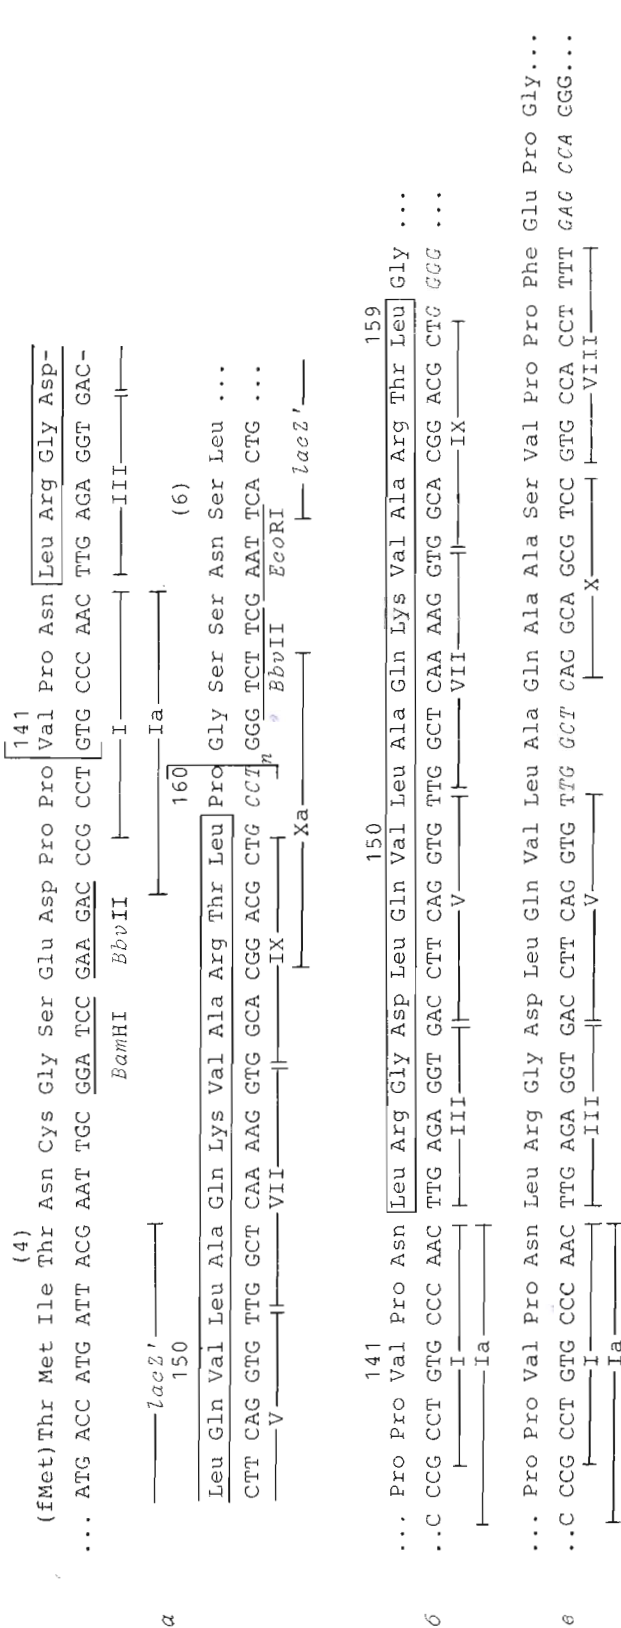 (4) 141
(fMet)Thr Met Ile Thr Asn Cys Gly Ser Glu Asp Pro Pro Val Pro Asn Leu Arg Gly Asp-
... ATG ACC ATG ATT ACG AAT TGC GGA TCC GAA GAC CCG CCT GTG CCC AAC TTG AGA GGT GAC-
BamHI BbvII I III
lacZ' Ia
а
150 160 (6)
Leu Gln Val Leu Ala Gln Lys Val Ala Arg Thr Leu Pro Gly Ser Ser Asn Ser Leu ...
CTT CAG GTG TTG GCT CAA AAG GTG GCA CGG ACG CTG CCT n GGG TCT TCG AAT TCA CTG ...
V VII IX BbvII EcoRI
Xa lacZ'
141 150 159
... Pro Pro Val Pro Asn Leu Arg Gly Asp Leu Gln Val Leu Ala Gln Lys Val Ala Arg Thr Leu Gly ...
б ..C CCG CCT GTG CCC AAC TTG AGA GGT GAC CTT CAG GTG TTG GCT CAA AAG GTG GCA CGG ACG CTG GGG ...
I III V VII IX
Ia
... Pro Pro Val Pro Asn Leu Arg Gly Asp Leu Gln Val Leu Ala Gln Ala Ala Ser Val Pro Pro Phe Glu Pro Gly...
в ..C CCG CCT GTG CCC AAC TTG AGA GGT GAC CTT CAG GTG TTG GCT CAG GCA GCG TCC GTG CCA CCT TTT GAG CCA GGG...
I III V X VIII
Ia